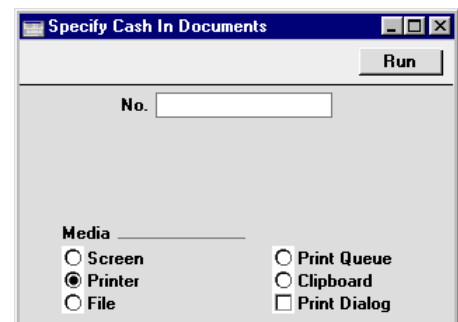 Specify Cash In Documents
Run
No.
Media
Screen
Print Queue
Printer
Clipboard
File
Print Dialog